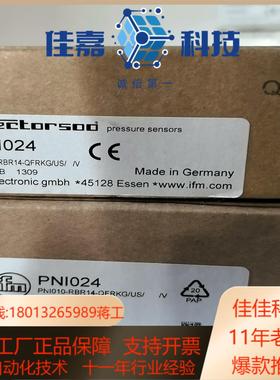 佳嘉 科技
诚信第一
ectorsod pressure sensors
I024
RBR14-QFRKG/US/ /V
B 1309
Made in Germany
ectronic gmbh *45128 Essen * www.ifm.com
Q
ifm
PNI024
PNI010-RBR14-QFRKG/US/ /V
20
PAP
线:18013265989蒋工
工厂正品保障 支持开票
自动化技术 十一年行业经验
佳佳科
11年老
爆款推